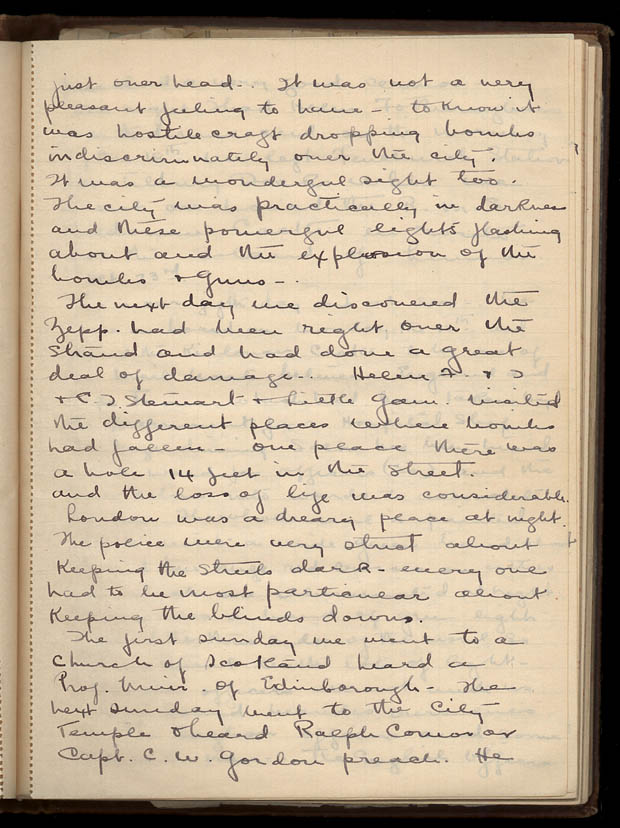 just over head. It was not a very
pleasant feeling to have - to know it
was hostile craft dropping bombs
indiscriminately over the city.
It was a wonderful sight too.
The city was practically in darkness
and these powerful lights flashing
about and the explosion of the
bombs + guns -.
The next day we discovered the
Zepp. had been right over the
Strand and had done a great
deal of damage. Helen F. + I
+ C. J Stewart + Little visited
the different places where bombs
had fallen - one place there was
a hole 14 feet in the street.
and the loss of life was considerable.
London was a dreary place at night.
The police were very strict about
Keeping the streets dark - every one
had to be most particular about
Keeping the blinds down.
The first sunday we went to a
Church of Scotland heard a
Prof. of Edinborough - The
next sunday went to the City
Temple + heard Ralph Connor or
Capt. C. W. Gordon preach. He